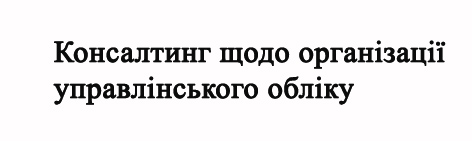 Консалтинг щодо організації
управлінського обліку